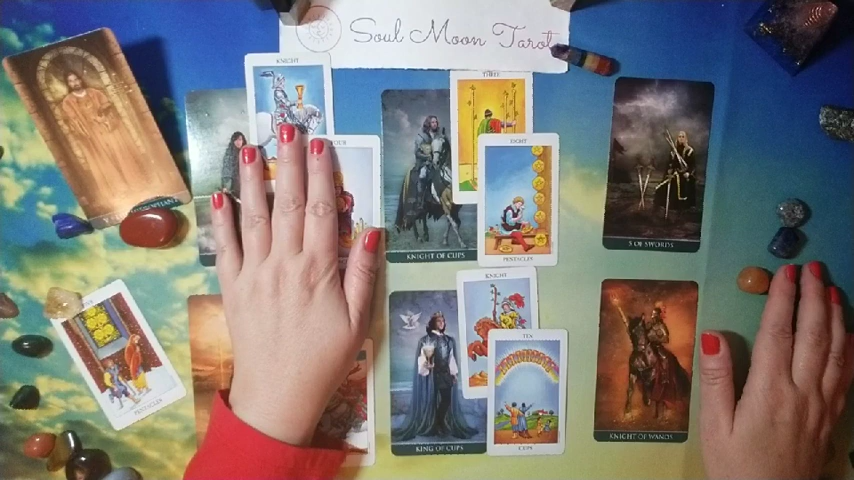 Soul Moon Tarot
KNIGHT
THREE
EIGHT
PENTACLES
KNIGHT OF CUPS
5 OF SWORDS
KNIGHT
TEN
CUPS
KING OF CUPS
KNIGHT OF WANDS
PENTACLES